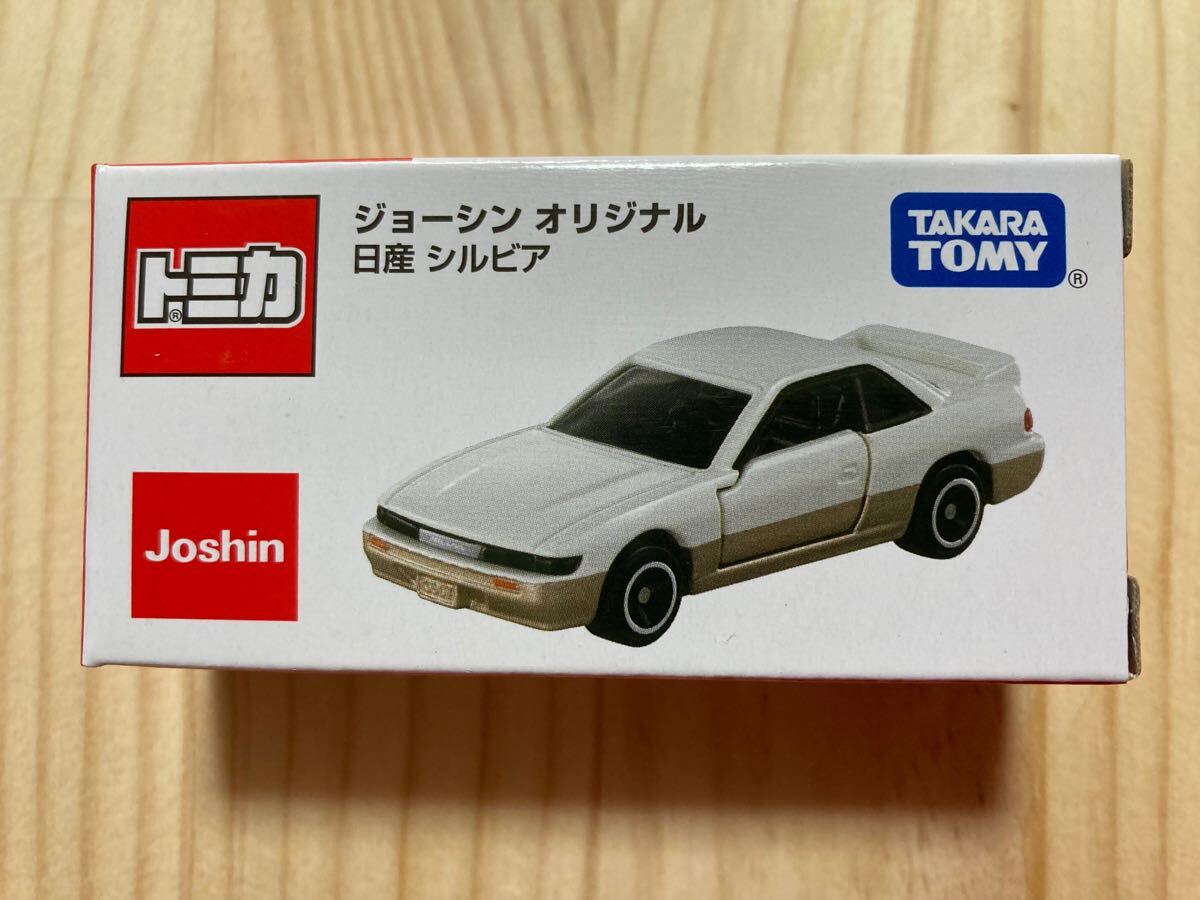 トミカ
®
ジョーシン オリジナル
日産 シルビア
TAKARA
TOMY
®
Joshin